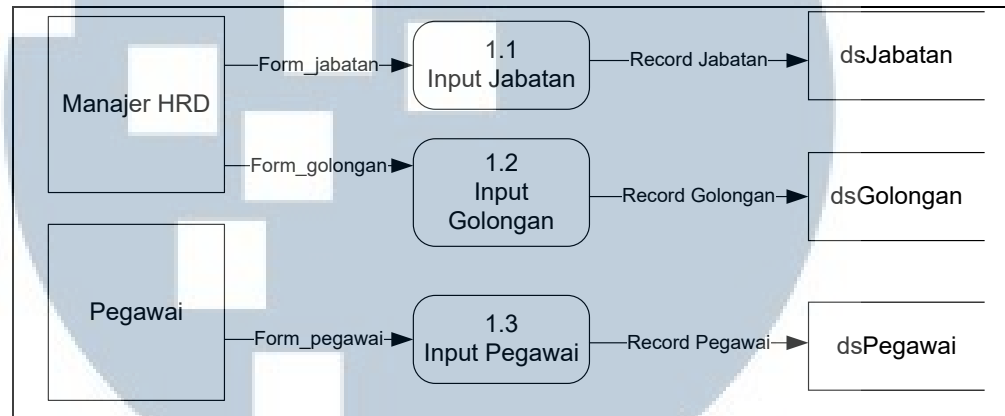 Manajer HRD
Form_jabatan
1.1
Input Jabatan
Record Jabatan
dsJabatan
Form_golongan
1.2
Input
Golongan
Record Golongan
dsGolongan
Pegawai
Form_pegawai
1.3
Input Pegawai
Record Pegawai
dsPegawai